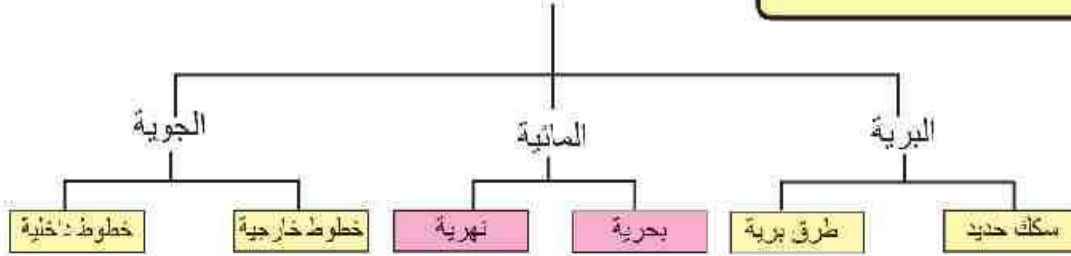 البرية
المائية
الجوية
سكك حديد
طرق برية
بحرية
نهرية
خطوط خارجية
خطوط داخلية